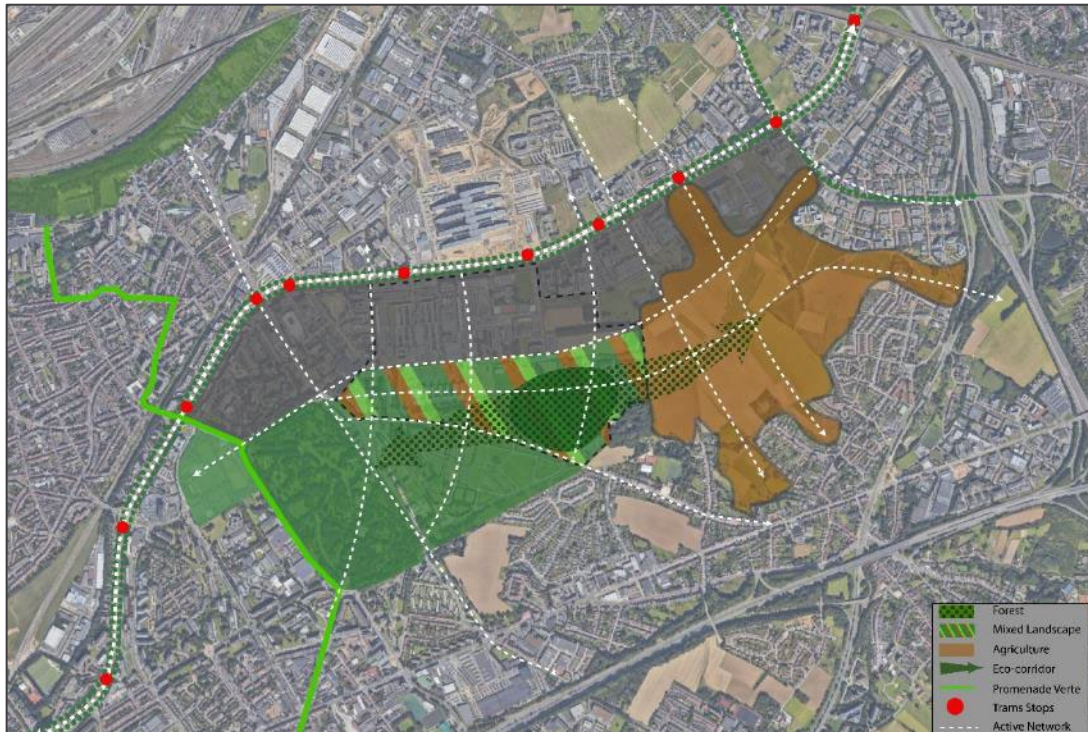 Forest
Mixed Landscape
Agriculture
Eco-corridor
Promenade Verte
Trams Stops
Active Network